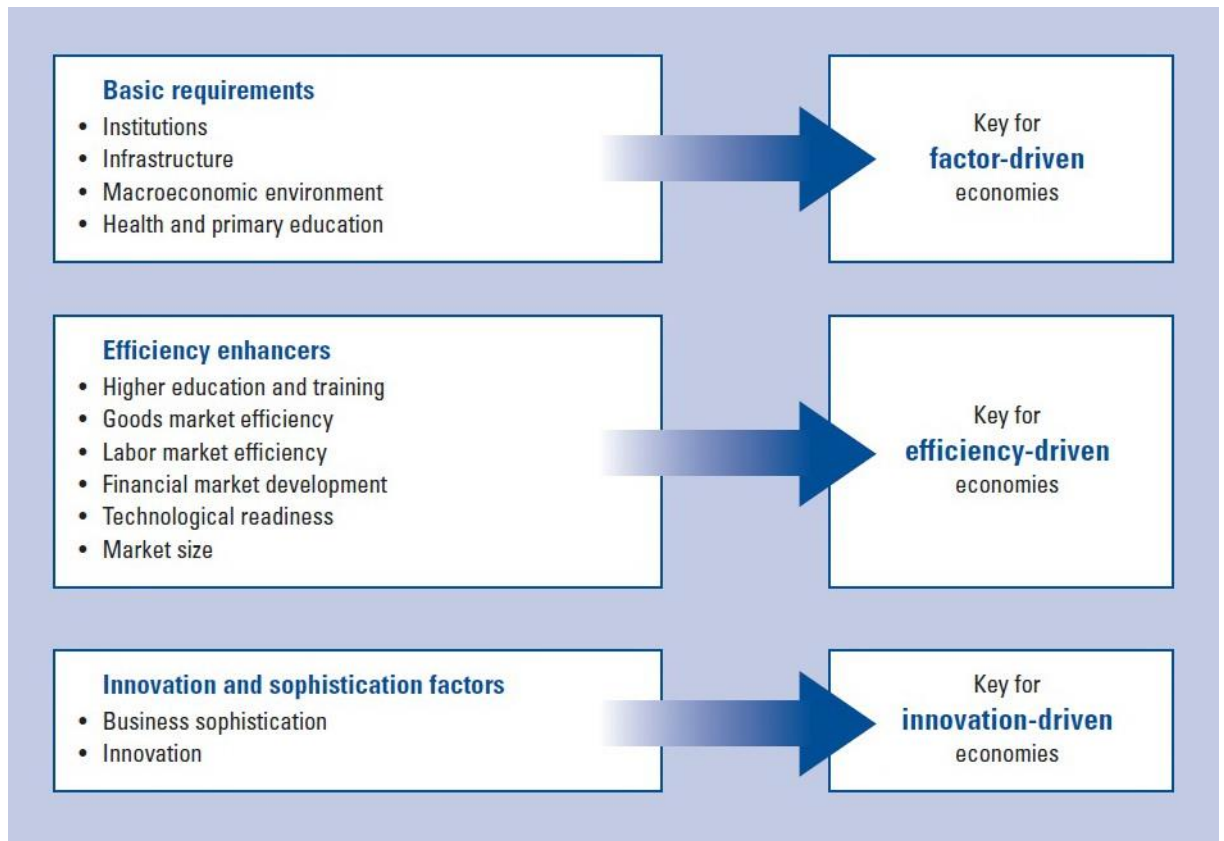 Basic requirements
• Institutions
• Infrastructure
• Macroeconomic environment
• Health and primary education
Key for
factor-driven
economies
Efficiency enhancers
• Higher education and training
• Goods market efficiency
• Labor market efficiency
• Financial market development
• Technological readiness
• Market size
Key for
efficiency-driven
economies
Innovation and sophistication factors
• Business sophistication
• Innovation
Key for
innovation-driven
economies